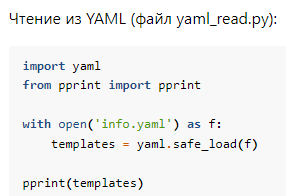 Чтение из YAML (файл yaml_read.py):
import yaml
from pprint import pprint
with open('info.yaml') as f:
    templates = yaml.safe_load(f)
pprint(templates)